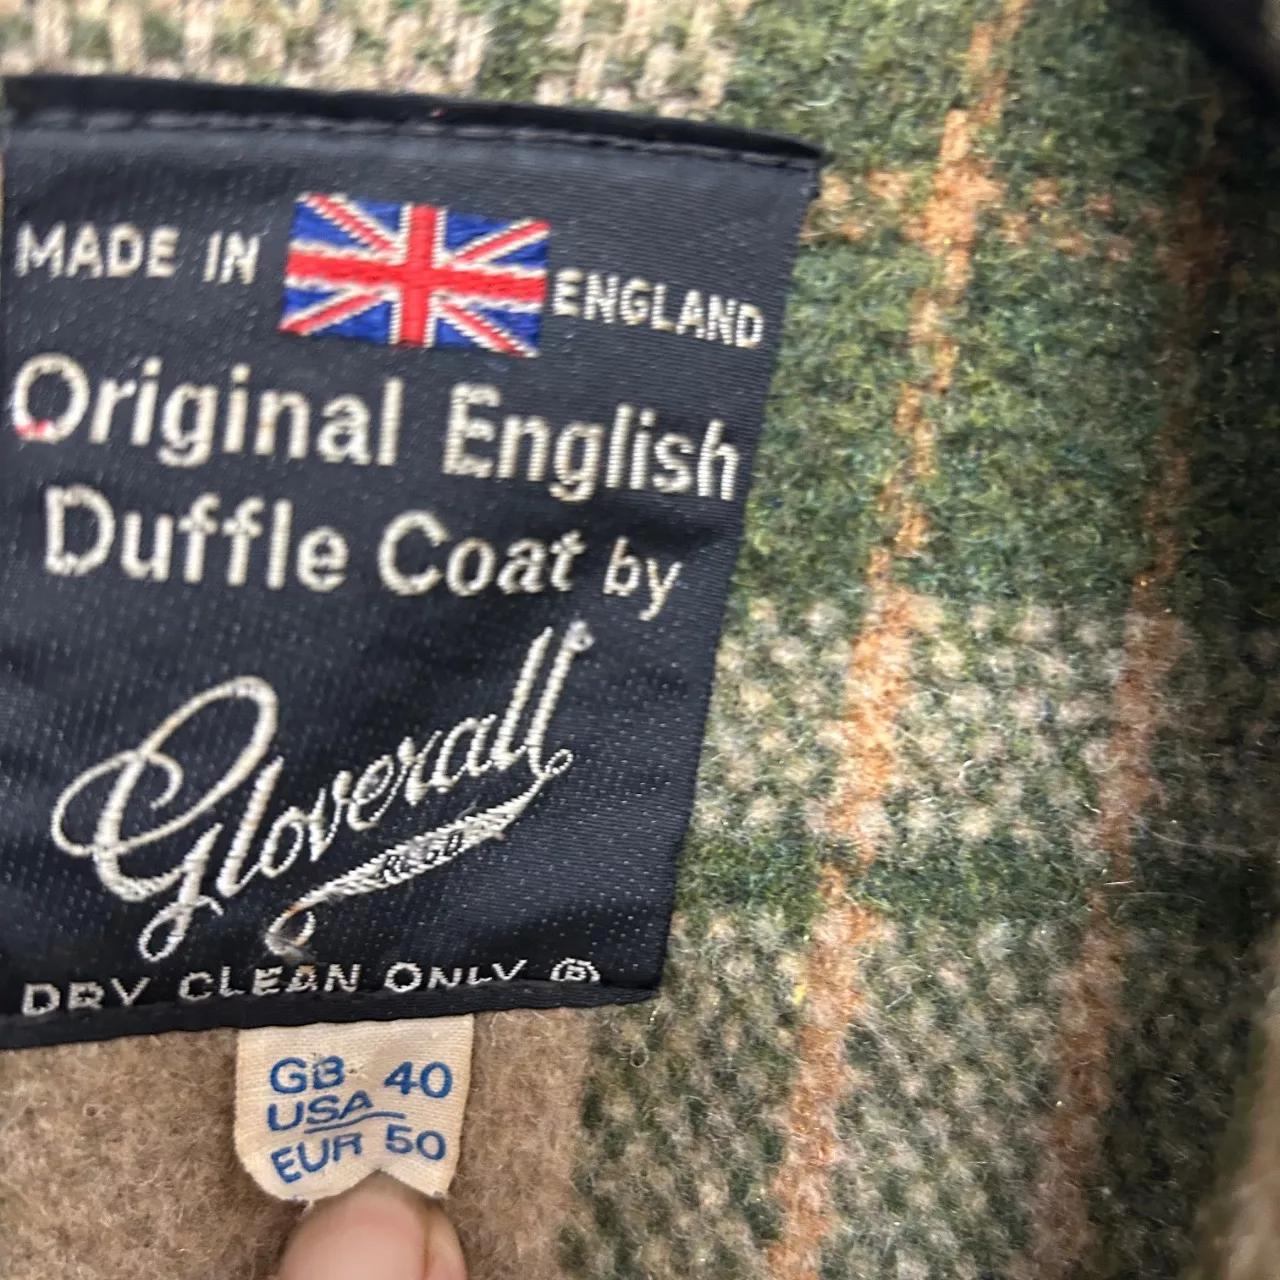 MADE IN ENGLAND
Original English
Duffle Coat by
Gloverall
DRY CLEAN ONLY ®
GB 40
USA
EUR 50